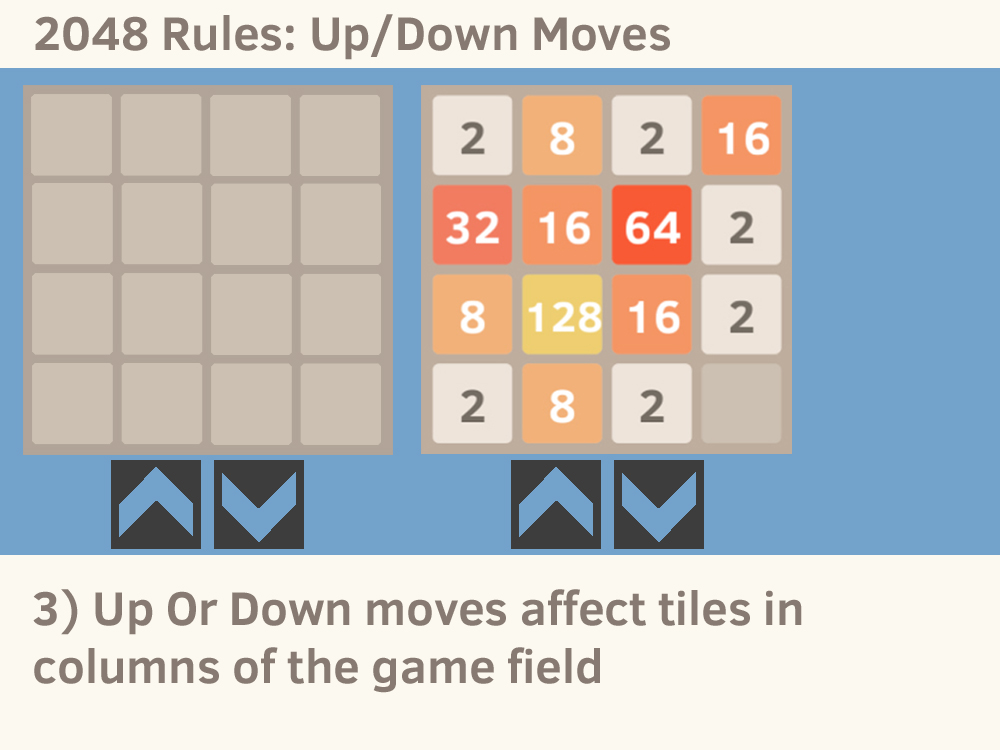 2048 Rules: Up/Down Moves
2 8 2 16
32 16 64 2
8 128 16 2
2 8 2
3) Up Or Down moves affect tiles in
columns of the game field